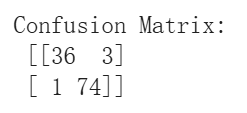 Confusion Matrix:
[[36  3]
[ 1 74]]